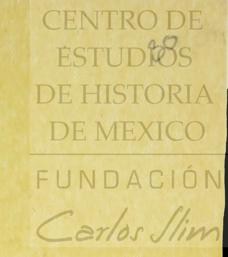 CENTRO DE
ESTUDIOS
DE HISTORIA
DE MEXICO
FUNDACIÓN
Carlos Slim